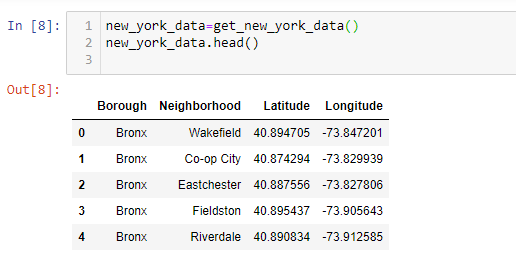 In [8]: 1 new_york_data=get_new_york_data()
2 new_york_data.head()
3
Out[8]:
Borough Neighborhood Latitude Longitude
0 Bronx Wakefield 40.894705 -73.847201
1 Bronx Co-op City 40.874294 -73.829939
2 Bronx Eastchester 40.887556 -73.827806
3 Bronx Fieldston 40.895437 -73.905643
4 Bronx Riverdale 40.890834 -73.912585